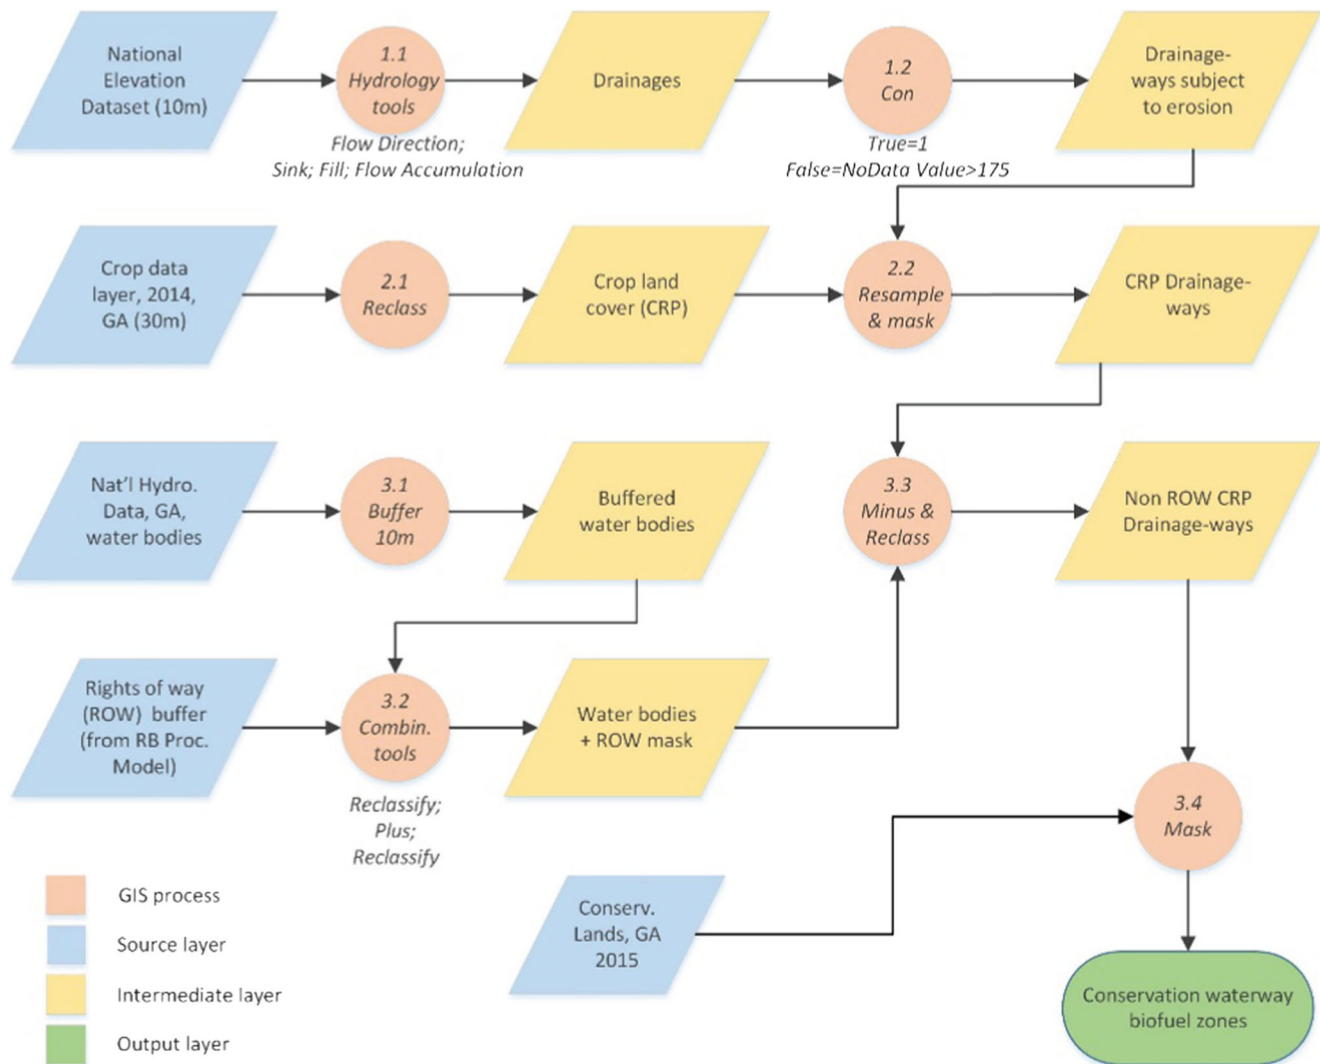 National
Elevation
Dataset (10m)
1.1
Hydrology
tools
Flow Direction;
Sink; Fill; Flow Accumulation
Drainages
1.2
Con
True=1
False=NoData Value>175
Drainage-
ways subject
to erosion
Crop data
layer, 2014,
GA (30m)
2.1
Reclass
Crop land
cover (CRP)
2.2
Resample
& mask
CRP Drainage-
ways
Nat'l Hydro.
Data, GA,
water bodies
3.1
Buffer
10m
Buffered
water bodies
3.3
Minus &
Reclass
Non ROW CRP
Drainage-ways
Rights of way
(ROW) buffer
(from RB Proc.
Model)
3.2
Combin.
tools
Reclassify;
Plus;
Reclassify
Water bodies
+ ROW mask
3.4
Mask
Conserv.
Lands, GA
2015
Conservation waterway
biofuel zones
GIS process
Source layer
Intermediate layer
Output layer